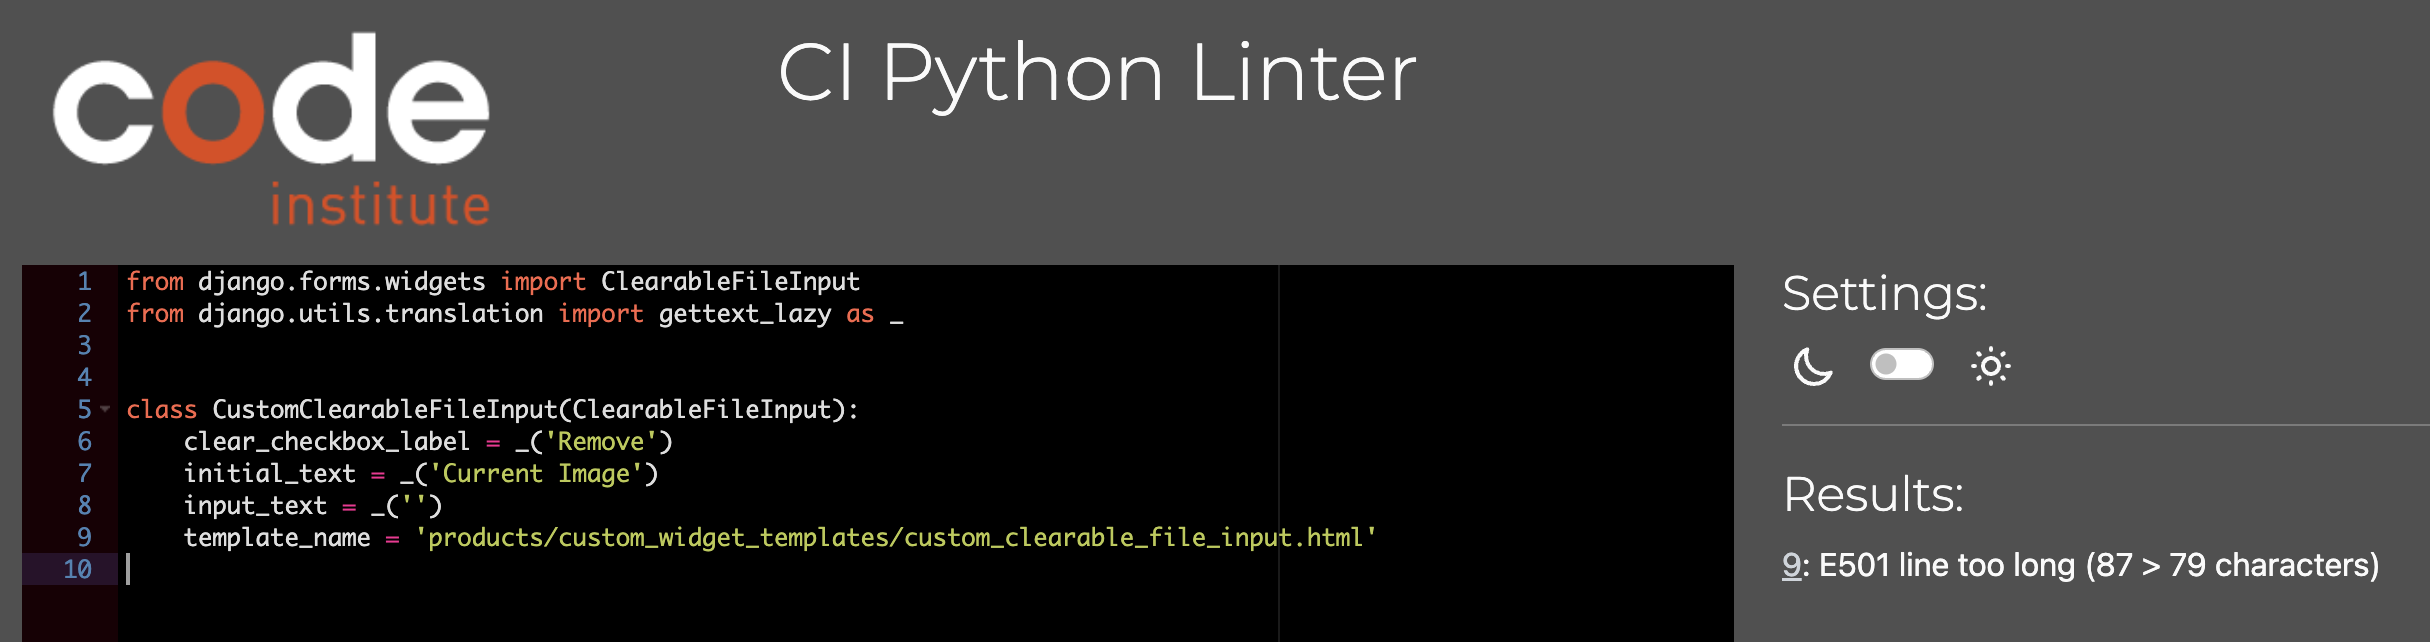 code
institute
CI Python Linter
1 from django.forms.widgets import ClearableFileInput
2 from django.utils.translation import gettext_lazy as _
3
4
5 class CustomClearableFileInput(ClearableFileInput):
6     clear_checkbox_label = _('Remove')
7     initial_text = _('Current Image')
8     input_text = _('')
9     template_name = 'products/custom_widget_templates/custom_clearable_file_input.html'
10
Settings:
Results:
9: E501 line too long (87 > 79 characters)